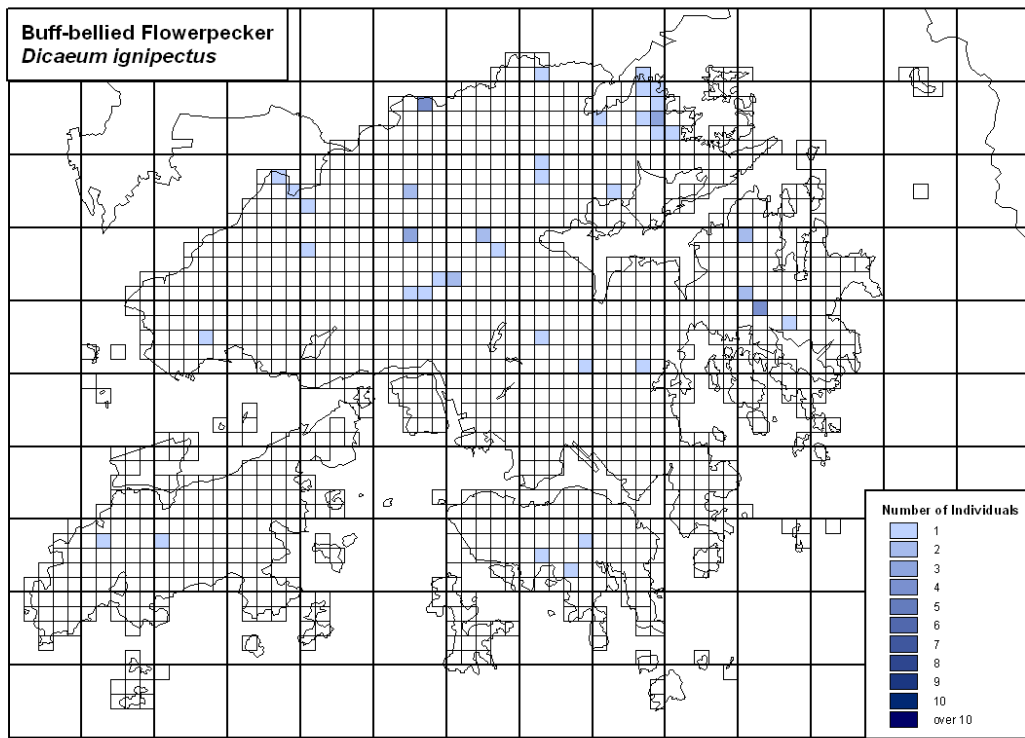 Buff-bellied Flowerpecker
Dicaeum ignipectus
Number of Individuals
1
2
3
4
5
6
7
8
9
10
over 10